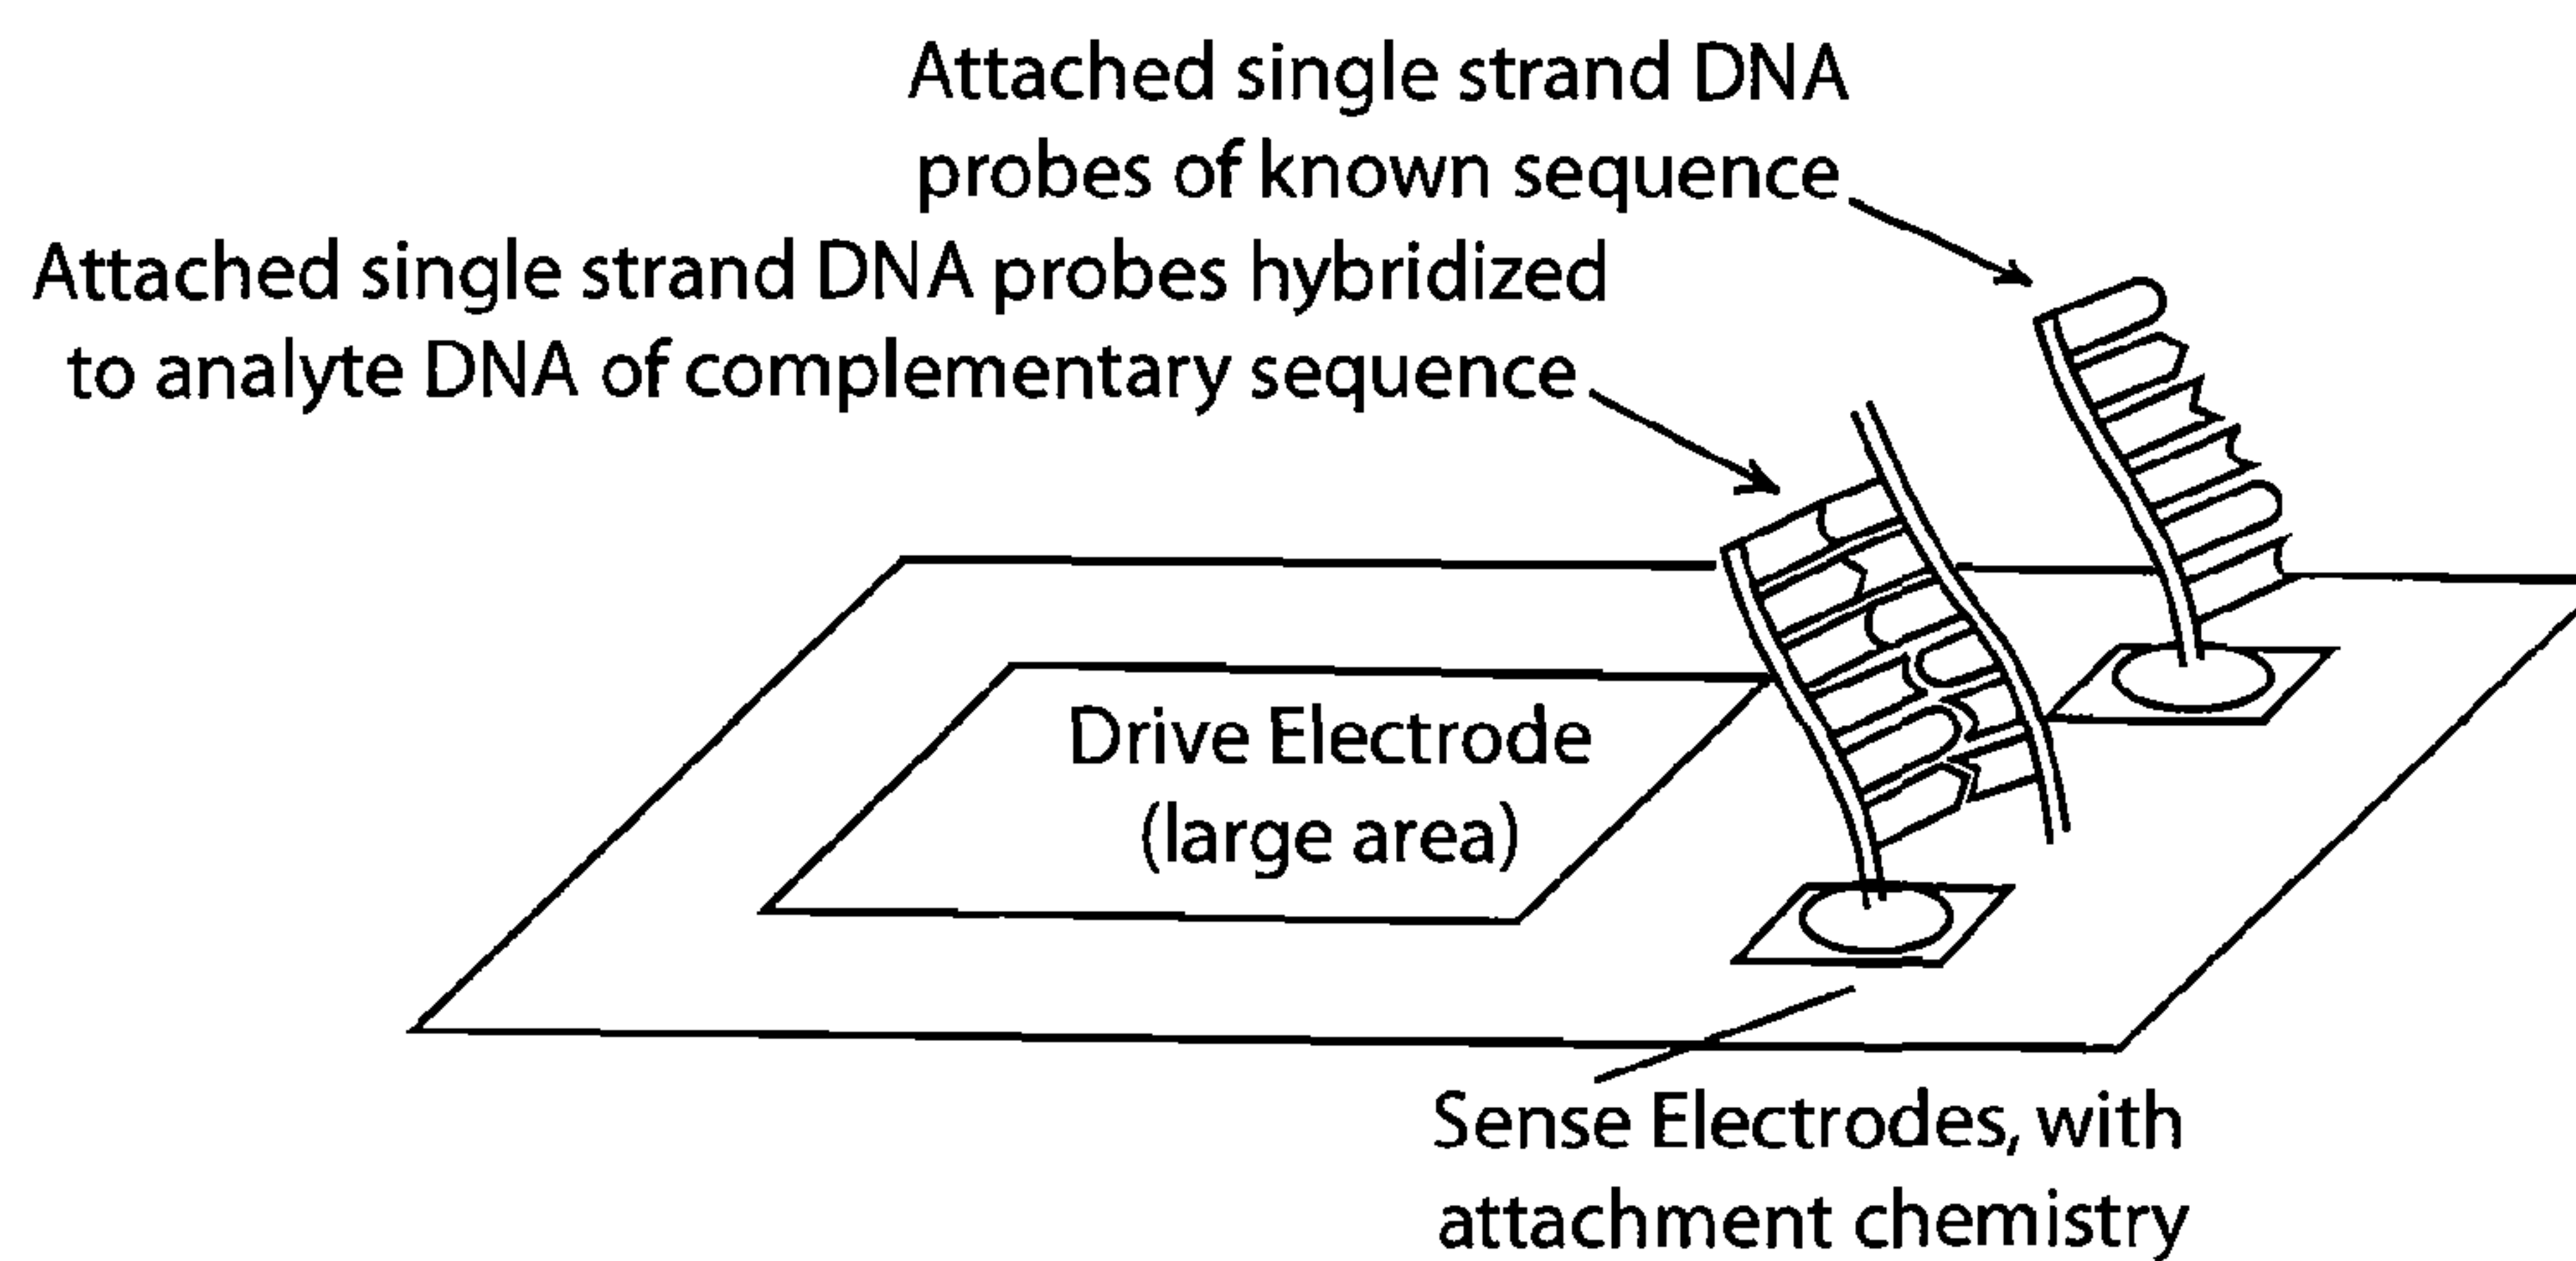 Attached single strand DNA
probes of known sequence
Attached single strand DNA probes hybridized
to analyte DNA of complementary sequence
Drive Electrode
(large area)
Sense Electrodes, with
attachment chemistry